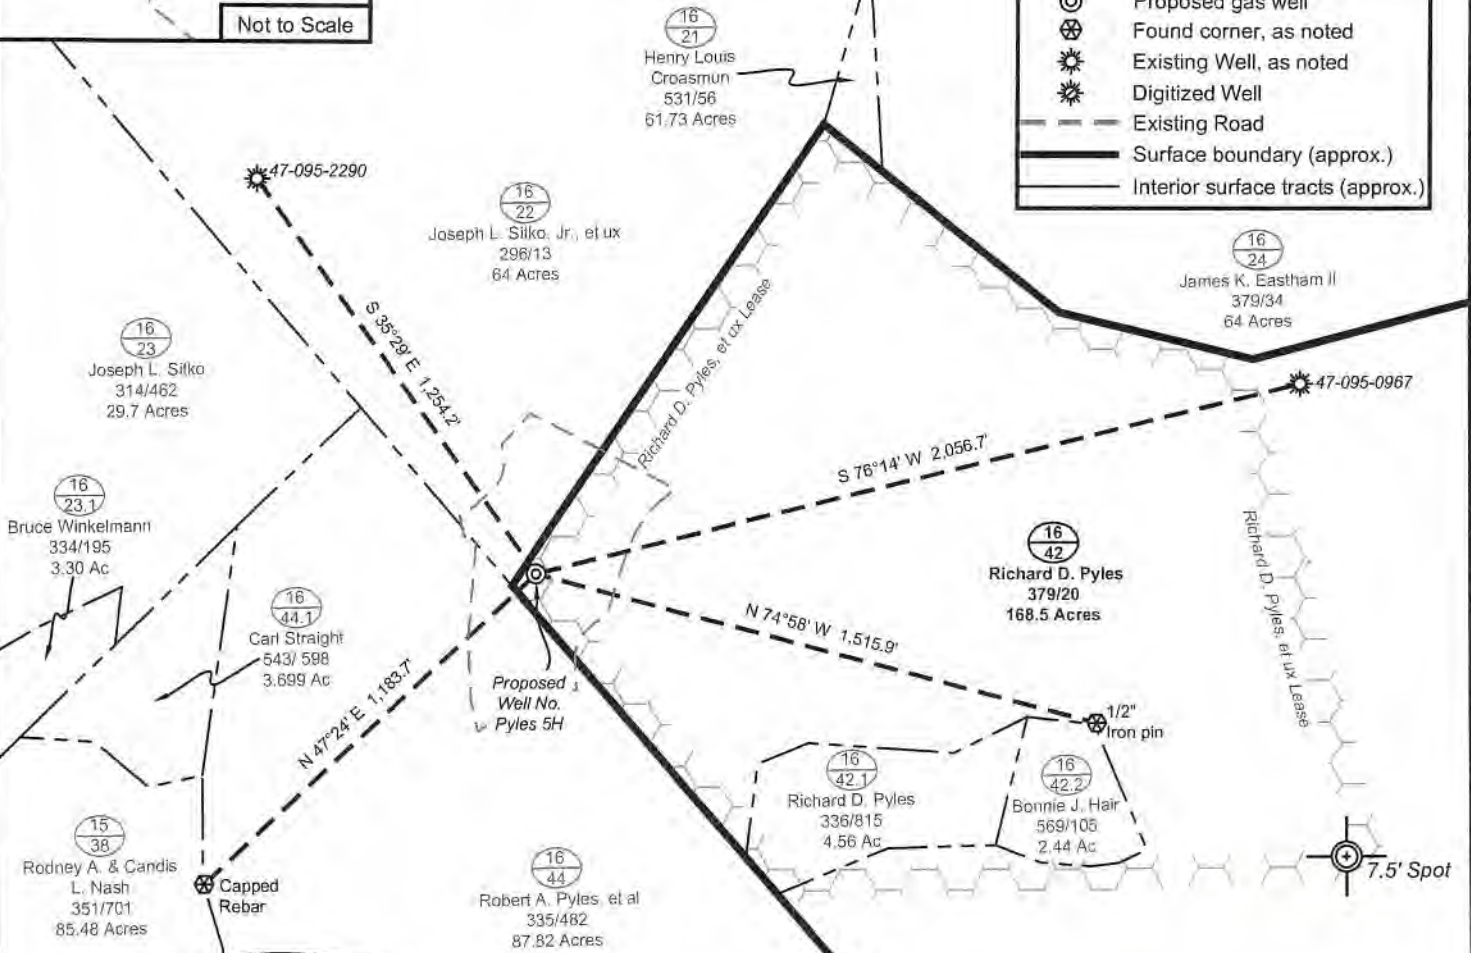 Not to Scale
Proposed gas well
Found corner, as noted
Existing Well, as noted
Digitized Well
Existing Road
Surface boundary (approx.)
Interior surface tracts (approx.)
16
21
Henry Louis
Croasmun
531/56
61.73 Acres
47-095-2290
16
22
Joseph L. Silko, Jr., et ux
296/13
64 Acres
16
24
James K. Eastham II
379/34
64 Acres
S 35°29' E 1,254.2'
Richard D. Pyles, et ux Lease
16
23
Joseph L. Silko
314/462
29.7 Acres
47-095-0967
S 76°14' W 2,056.7'
16
23.1
Bruce Winkelmann
334/195
3.30 Ac
16
42
Richard D. Pyles
379/20
168.5 Acres
Richard D. Pyles, et ux Lease
16
44.1
Carl Straight
543/ 598
3.699 Ac
N 74°58' W 1,515.9'
N 47°24' E 1,183.7'
Proposed
Well No.
Pyles 5H
1/2"
Iron pin
16
42.1
Richard D. Pyles
336/815
4.56 Ac
16
42.2
Bonnie J. Hair
569/105
2.44 Ac
15
38
Rodney A. & Candis
L. Nash
351/701
85.48 Acres
Capped
Rebar
16
44
Robert A. Pyles, et al
335/482
87.82 Acres
7.5' Spot